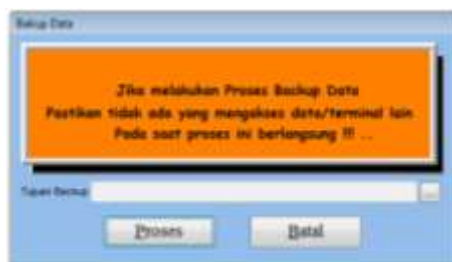 Bakup Data
Jika melakukan Proses Backup Data
Pastikan tidak ada yang mengakses data/terminal lain
Pada saat proses ini berlangsung !!! ..
Tujuan Backup
...
Proses
Batal